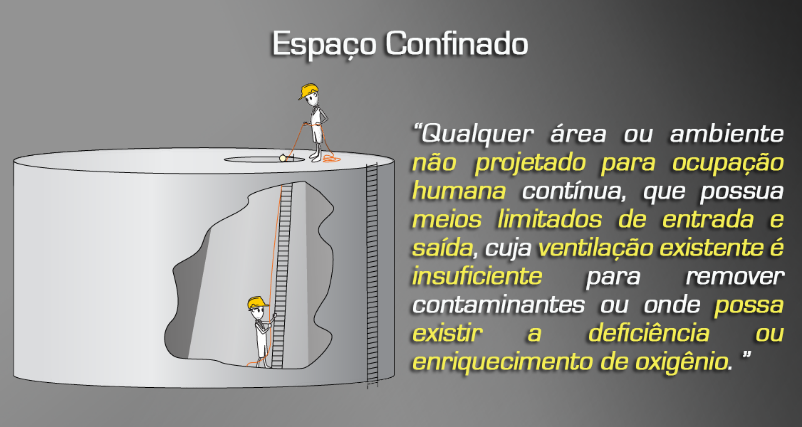 Espaço Confinado
“Qualquer área ou ambiente
não projetado para ocupação
humana contínua, que possua
meios limitados de entrada e
saída, cuja ventilação existente é
insuficiente para remover
contaminantes ou onde possa
existir a deficiência ou
enriquecimento de oxigênio. ”